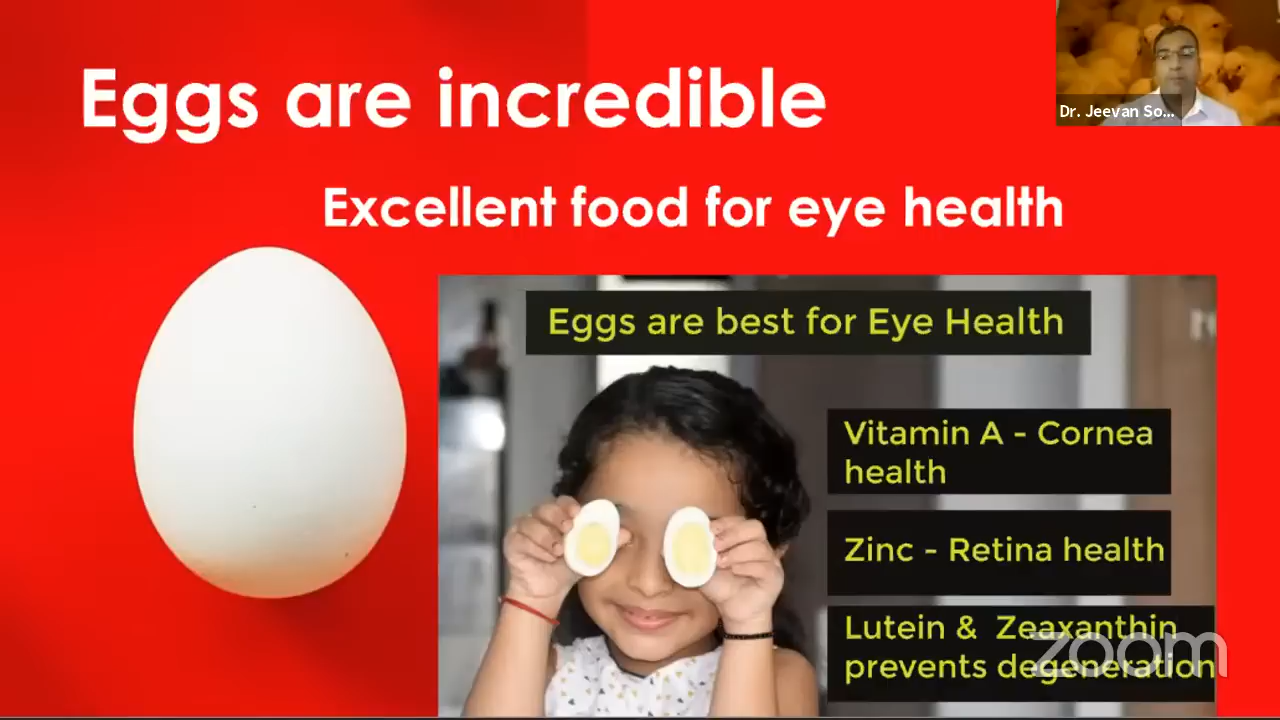 Eggs are incredible
Dr. Jeevan So...
Excellent food for eye health
Eggs are best for Eye Health
Vitamin A - Cornea
health
Zinc - Retina health
Lutein & Zeaxanthin
prevents degeneration
zoom